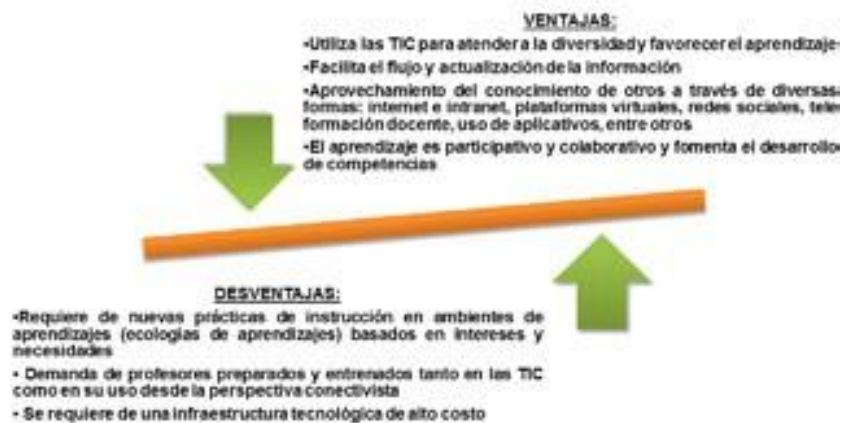 VENTAJAS:
•Utiliza las TIC para atender a la diversidad y favorecer el aprendizaje
•Facilita el flujo y actualización de la información
•Aprovechamiento del conocimiento de otros a través de diversas
formas: internet e intranet, plataformas virtuales, redes sociales, tele
formación docente, uso de aplicativos, entre otros
•El aprendizaje es participativo y colaborativo y fomenta el desarrollo
de competencias
DESVENTAJAS:
•Requiere de nuevas prácticas de instrucción en ambientes de
aprendizajes (ecologías de aprendizajes) basados en intereses y
necesidades
• Demanda de profesores preparados y entrenados tanto en las TIC
como en su uso desde la perspectiva conectivista
• Se requiere de una infraestructura tecnológica de alto costo